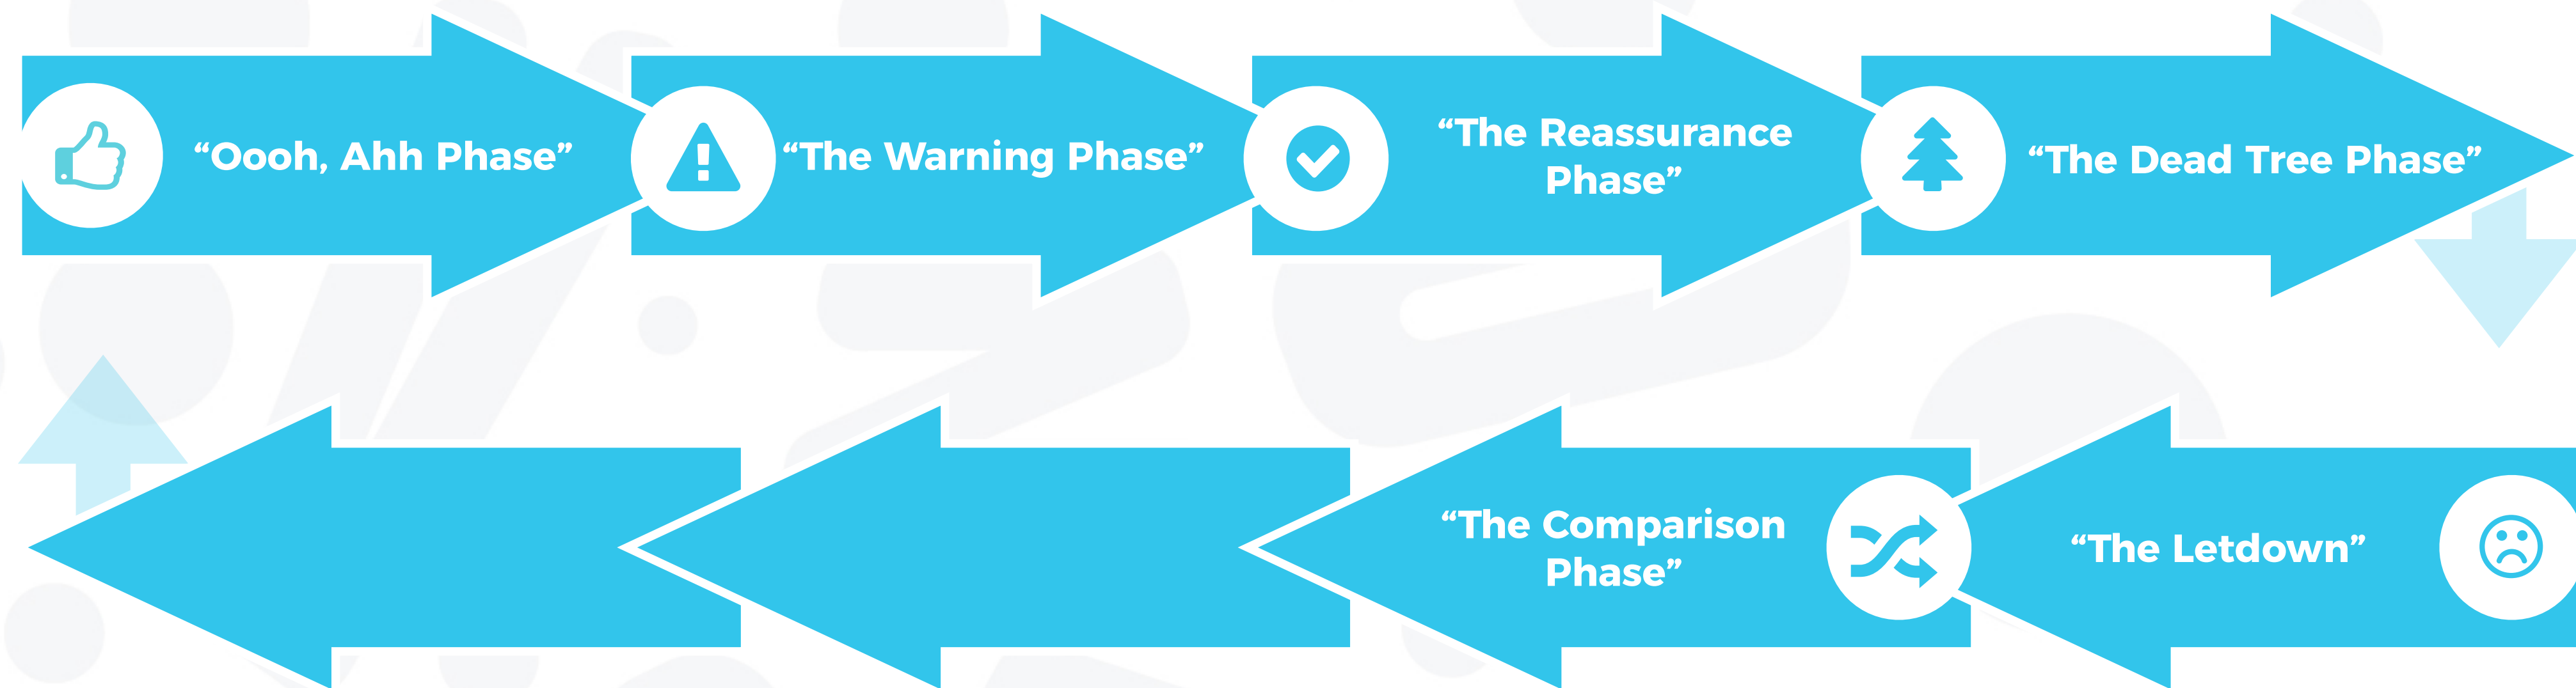 “Oooh, Ahh Phase”
“The Warning Phase”
“The Reassurance
Phase”
“The Dead Tree Phase”
“The Letdown”
“The Comparison
Phase”